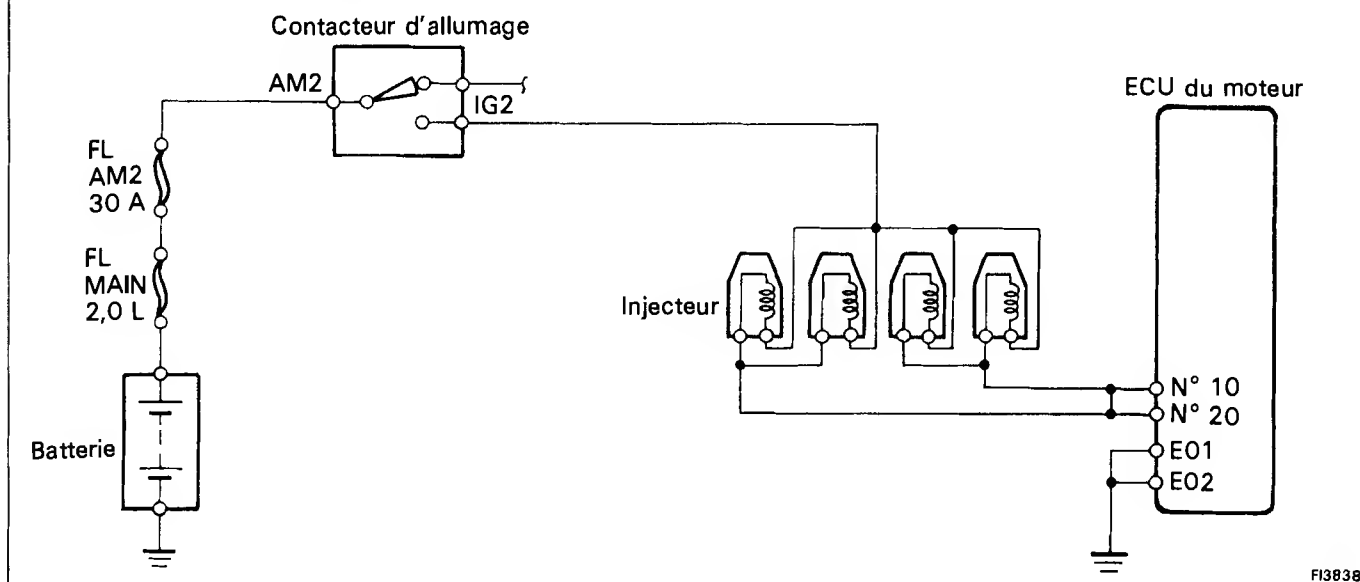 Contacteur d'allumage
AM2
IG2
ECU du moteur
FL
AM2
30 A
FL
MAIN
2,0 L
Injecteur
Batterie
N° 10
N° 20
E01
E02
FI3838